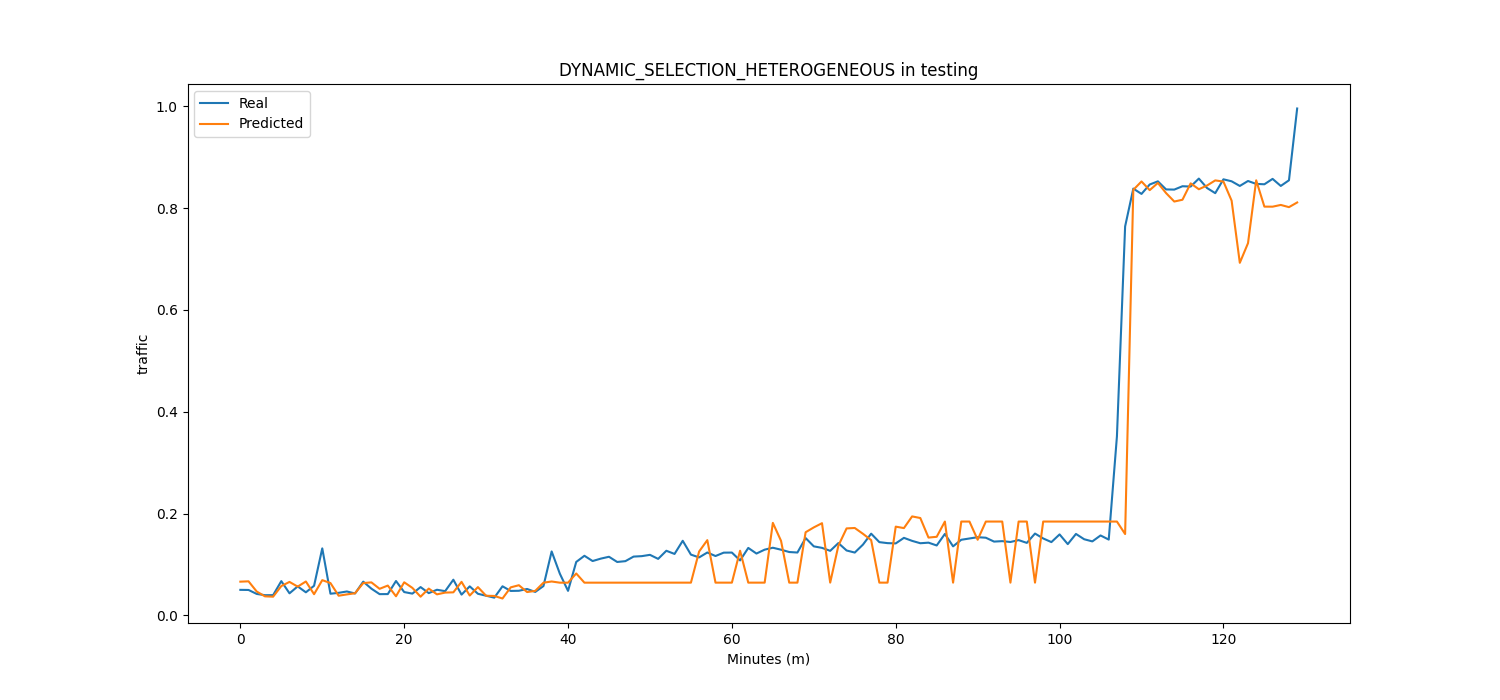 DYNAMIC_SELECTION_HETEROGENEOUS in testing
Real
Predicted
1.0
0.8
0.6
0.4
0.2
0.0
traffic
0 20 40 60 80 100 120
Minutes (m)